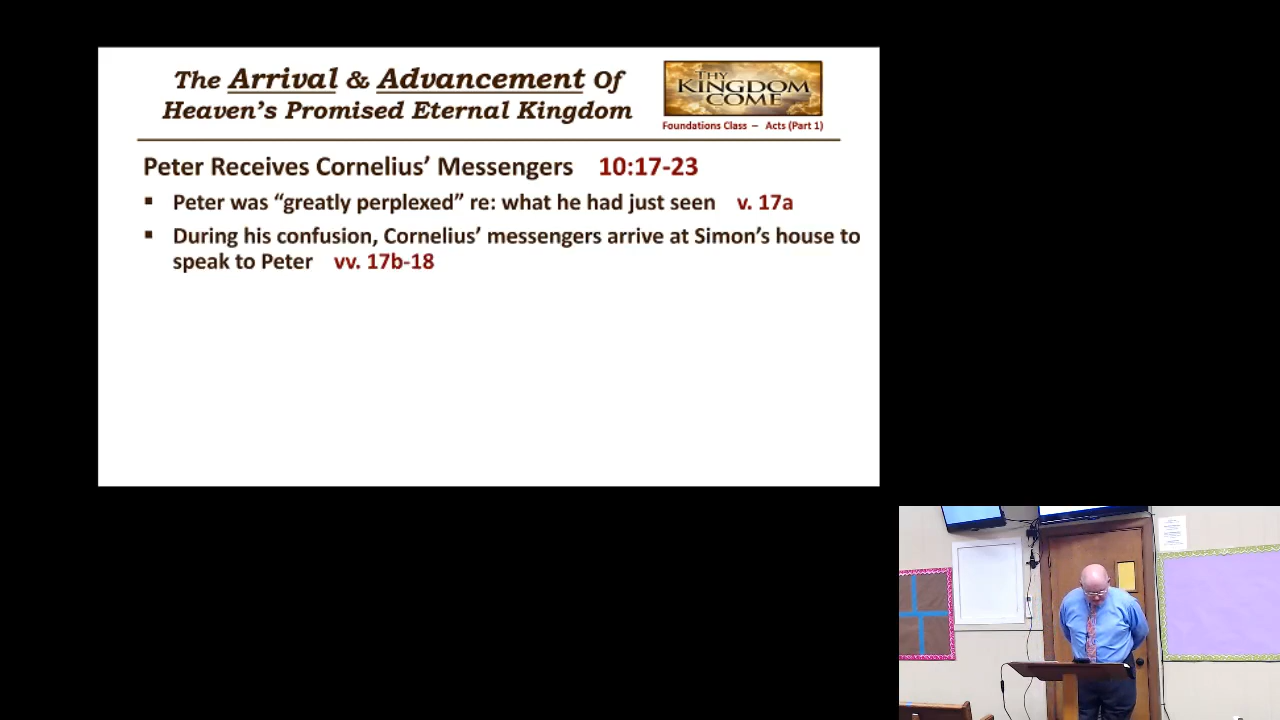 The Arrival & Advancement Of
Heaven's Promised Eternal Kingdom
THY
KINGDOM
COME
Foundations Class – Acts (Part 1)
Peter Receives Cornelius' Messengers 10:17-23
▪ Peter was “greatly perplexed” re: what he had just seen v. 17a
▪ During his confusion, Cornelius' messengers arrive at Simon's house to
speak to Peter vv. 17b-18